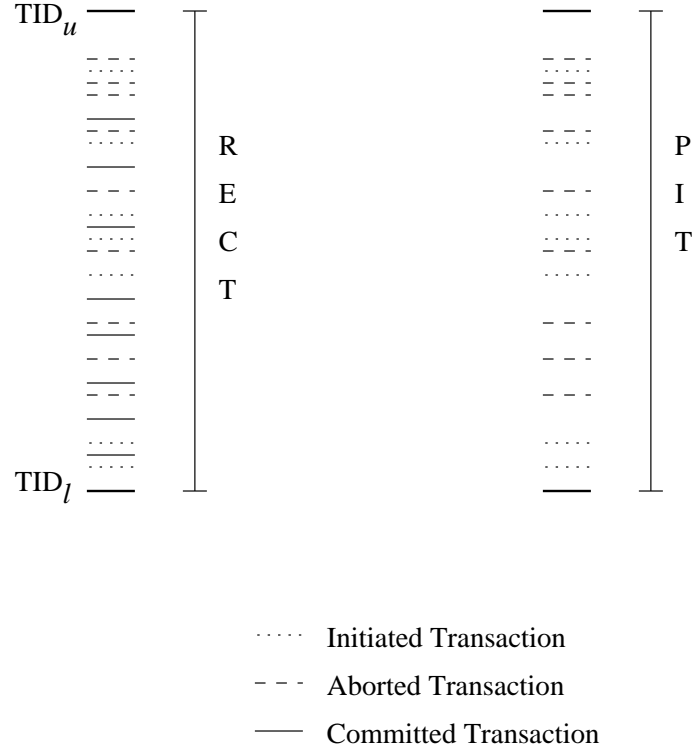 TIDu
R
E
C
T
P
I
T
TIDl
Initiated Transaction
Aborted Transaction
Committed Transaction